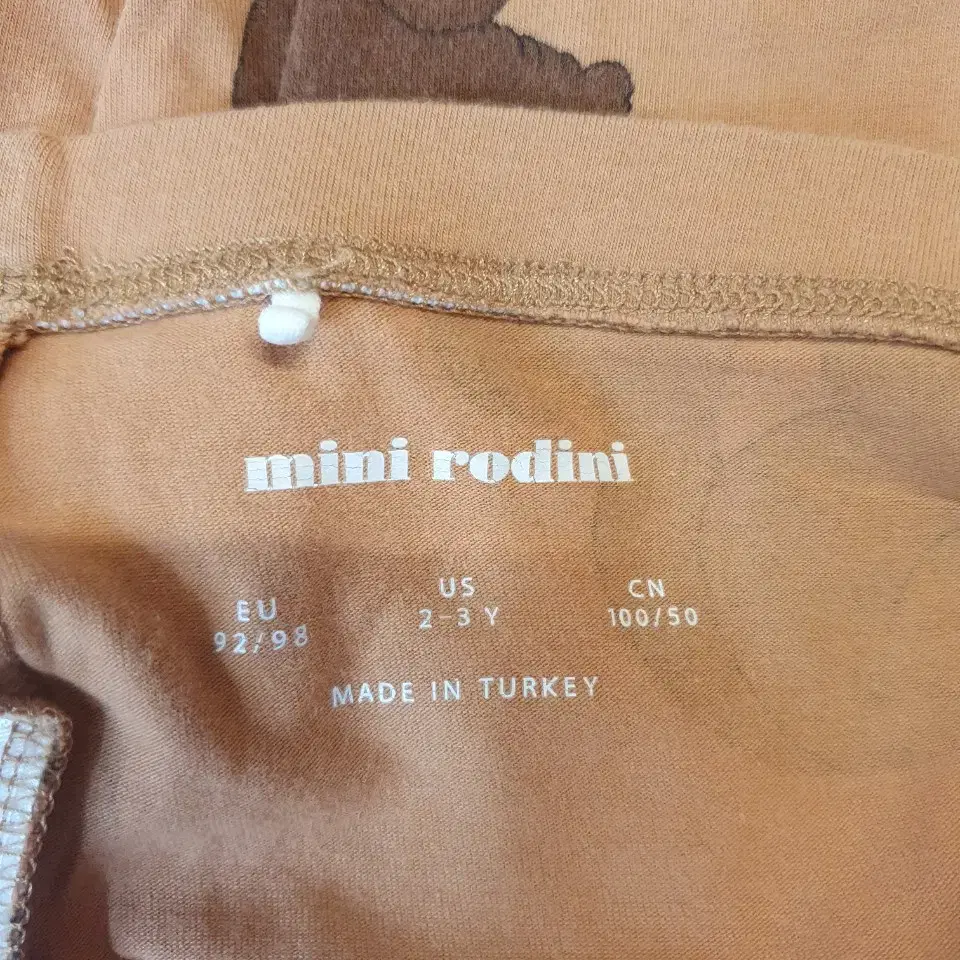 mini rodini
EU US CN
92/98 2-3 Y 100/50
MADE IN TURKEY